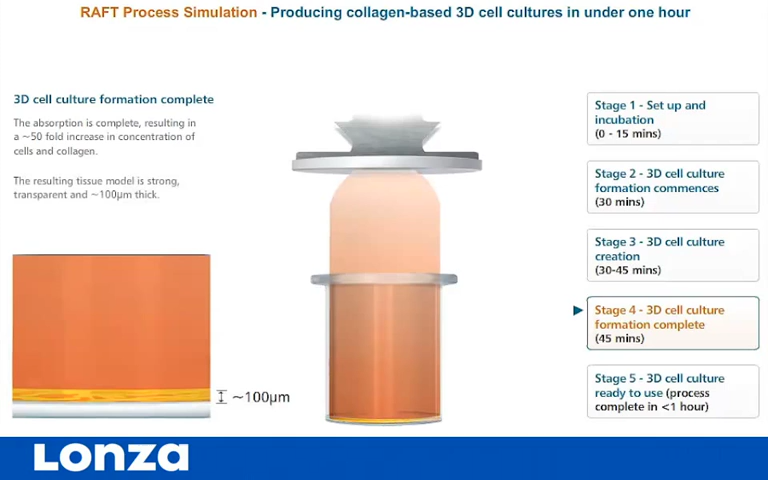 RAFT Process Simulation - Producing collagen-based 3D cell cultures in under one hour
3D cell culture formation complete
The absorption is complete, resulting in
a ~50 fold increase in concentration of
cells and collagen.
The resulting tissue model is strong,
transparent and ~100µm thick.
~100µm
Stage 1 - Set up and
incubation
(0 - 15 mins)
Stage 2 - 3D cell culture
formation commences
(30 mins)
Stage 3 - 3D cell culture
creation
(30-45 mins)
Stage 4 - 3D cell culture
formation complete
(45 mins)
Stage 5 - 3D cell culture
ready to use (process
complete in <1 hour)
Lonza